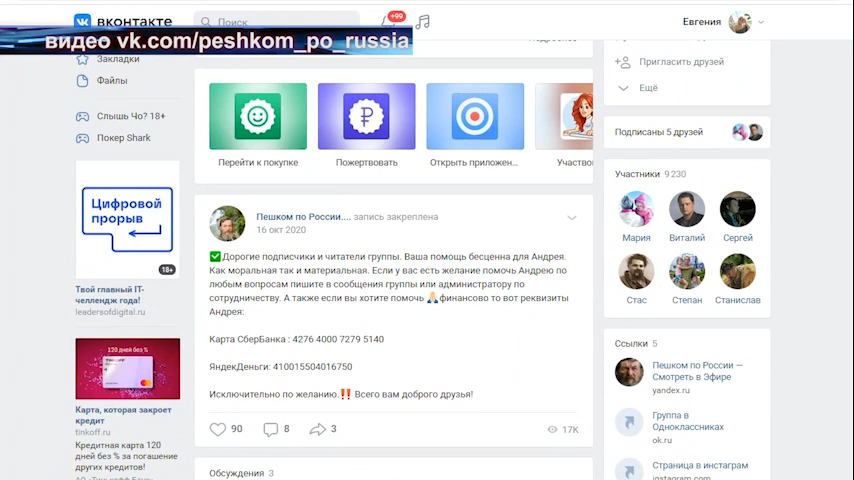 вконтакте
Поиск
+99
Евгения
видео vk.com/peshkom_po_russia
Закладки
Файлы
Слышь Чо? 18+
Покер Shark
Цифровой
прорыв
18+
Твой главный IT-
челлендж года!
leadersofdigital.ru
120 дней без %
Карта, которая закроет
кредит
tinkoff.ru
Кредитная карта 120
дней без % за погашение
других кредитов!
Перейти к покупке
Пожертвовать
Открыть приложен...
Участво
Пешком по России.... запись закреплена
16 окт 2020
✅Дорогие подписчики и читатели группы. Ваша помощь бесценна для Андрея.
Как моральная так и материальная. Если у вас есть желание помочь Андрею по
любым вопросам пишите в сообщения группы или администратору по
сотрудничеству. А также если вы хотите помочь 🙏финансово то вот реквизиты
Андрея:
Карта СберБанка : 4276 4000 7279 5140
ЯндекДеньги: 410015504016750
Исключительно по желанию.‼ Всего вам доброго друзья!
90
8
3
17K
Обсуждения 3
Пригласить друзей
Ещё
Подписаны 5 друзей
Участники 9 230
Мария
Виталий
Сергей
Стас
Степан
Станислав
Ссылки 5
Пешком по России —
Смотреть в Эфире
yandex.ru
Группа в
Одноклассниках
ok.ru
Страница в инстаграм
instagram.com